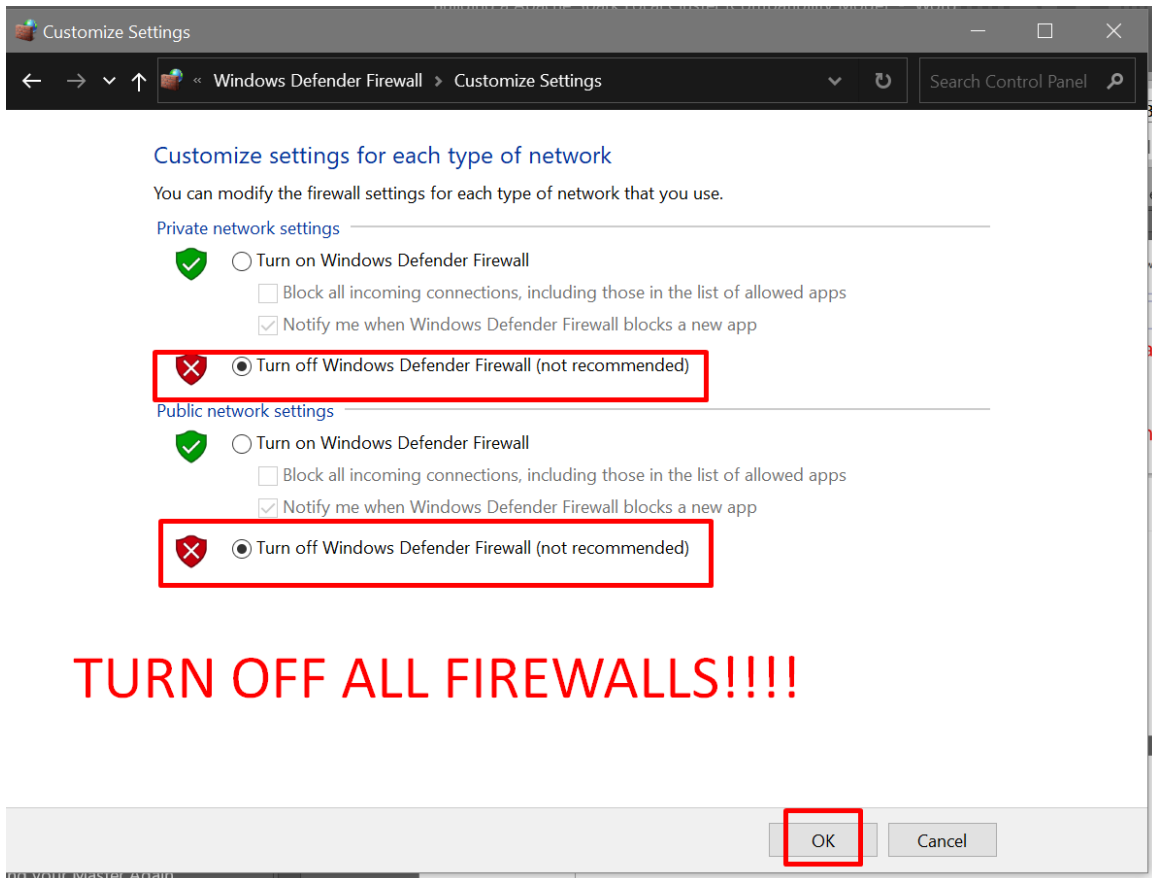 Customize Settings
« Windows Defender Firewall > Customize Settings
Search Control Panel
Customize settings for each type of network
You can modify the firewall settings for each type of network that you use.
Private network settings
Turn on Windows Defender Firewall
Block all incoming connections, including those in the list of allowed apps
Notify me when Windows Defender Firewall blocks a new app
Turn off Windows Defender Firewall (not recommended)
Public network settings
Turn on Windows Defender Firewall
Block all incoming connections, including those in the list of allowed apps
Notify me when Windows Defender Firewall blocks a new app
Turn off Windows Defender Firewall (not recommended)
TURN OFF ALL FIREWALLS!!!!
OK
Cancel
Your Master Again